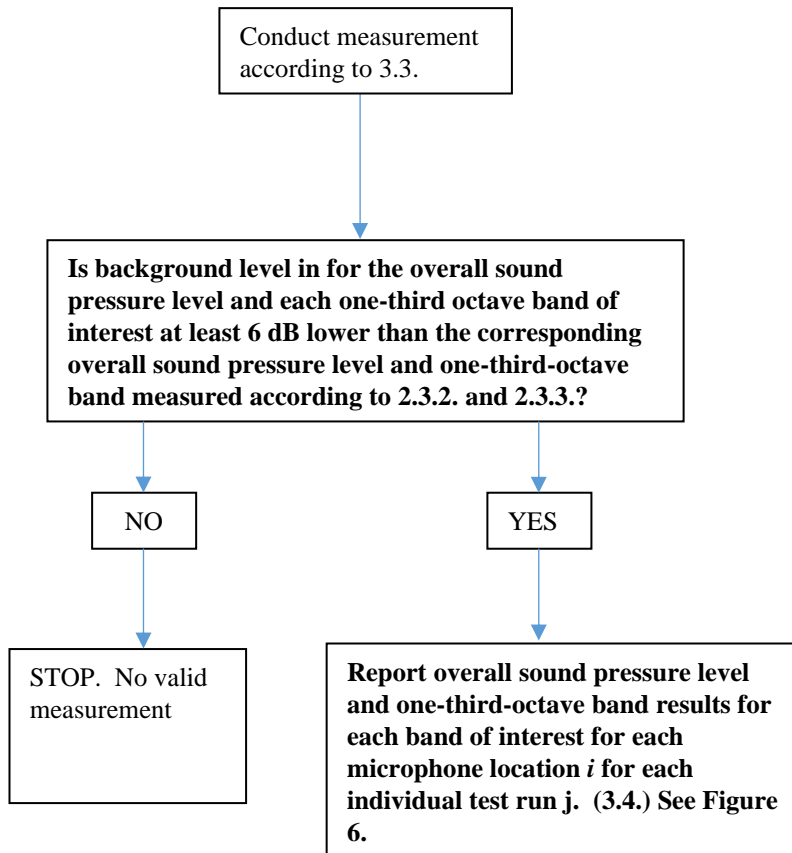 Conduct measurement
according to 3.3.
Is background level in for the overall sound
pressure level and each one-third octave band of
interest at least 6 dB lower than the corresponding
overall sound pressure level and one-third-octave
band measured according to 2.3.2. and 2.3.3.?
NO
YES
STOP. No valid
measurement
Report overall sound pressure level
and one-third-octave band results for
each band of interest for each
microphone location i for each
individual test run j. (3.4.) See Figure
6.